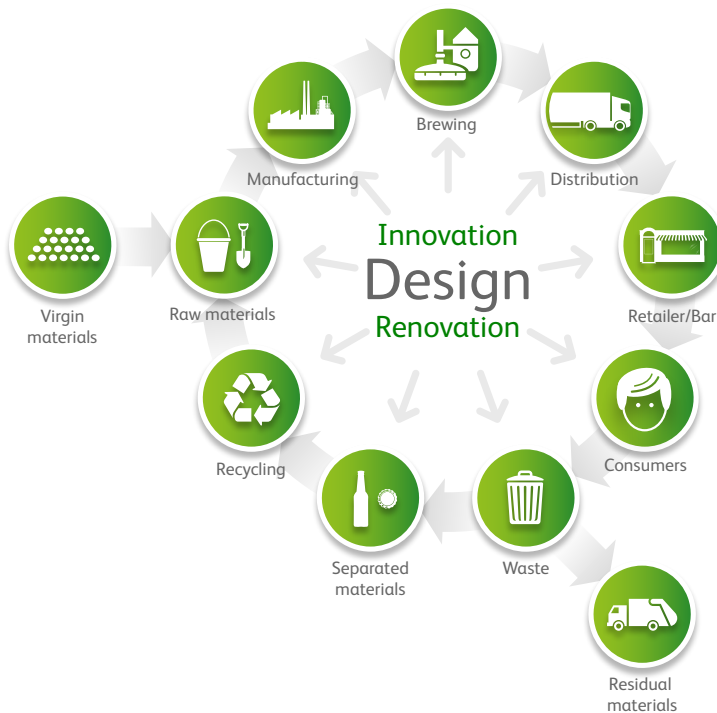 Brewing
Manufacturing
Distribution
Innovation
Design
Renovation
Virgin
materials
Raw materials
Retailer/Bar
Recycling
Consumers
Separated
materials
Waste
Residual
materials